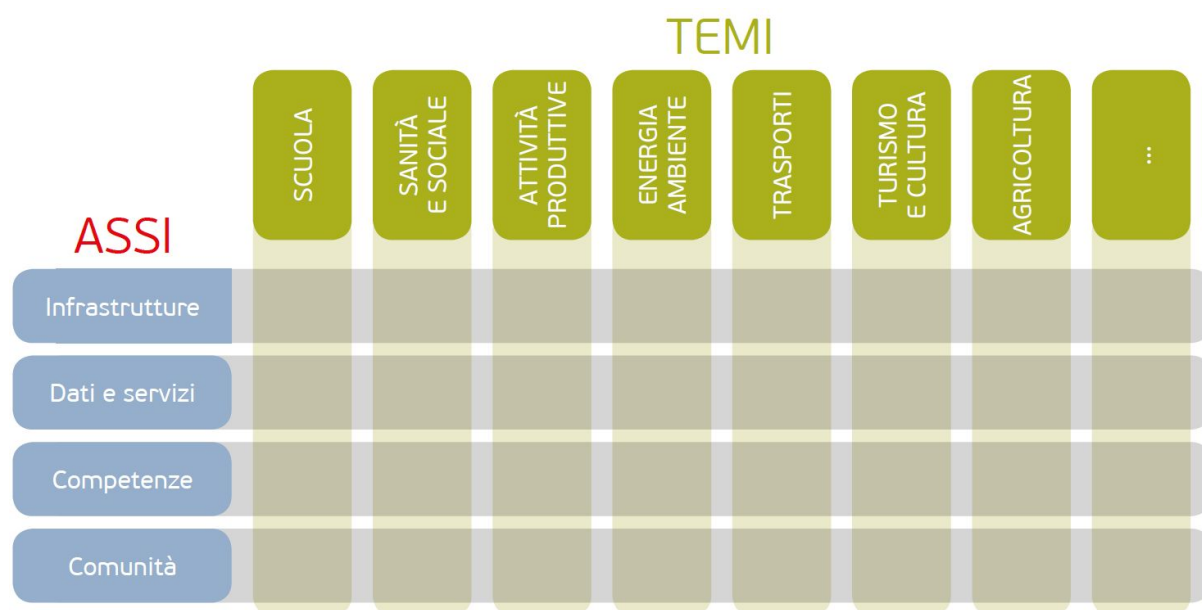 TEMI
SCUOLA
SANITÀ
E SOCIALE
ATTIVITÀ
PRODUTTIVE
ENERGIA
AMBIENTE
TRASPORTI
TURISMO
E CULTURA
AGRICOLTURA
...
ASSI
Infrastrutture
Dati e servizi
Competenze
Comunità